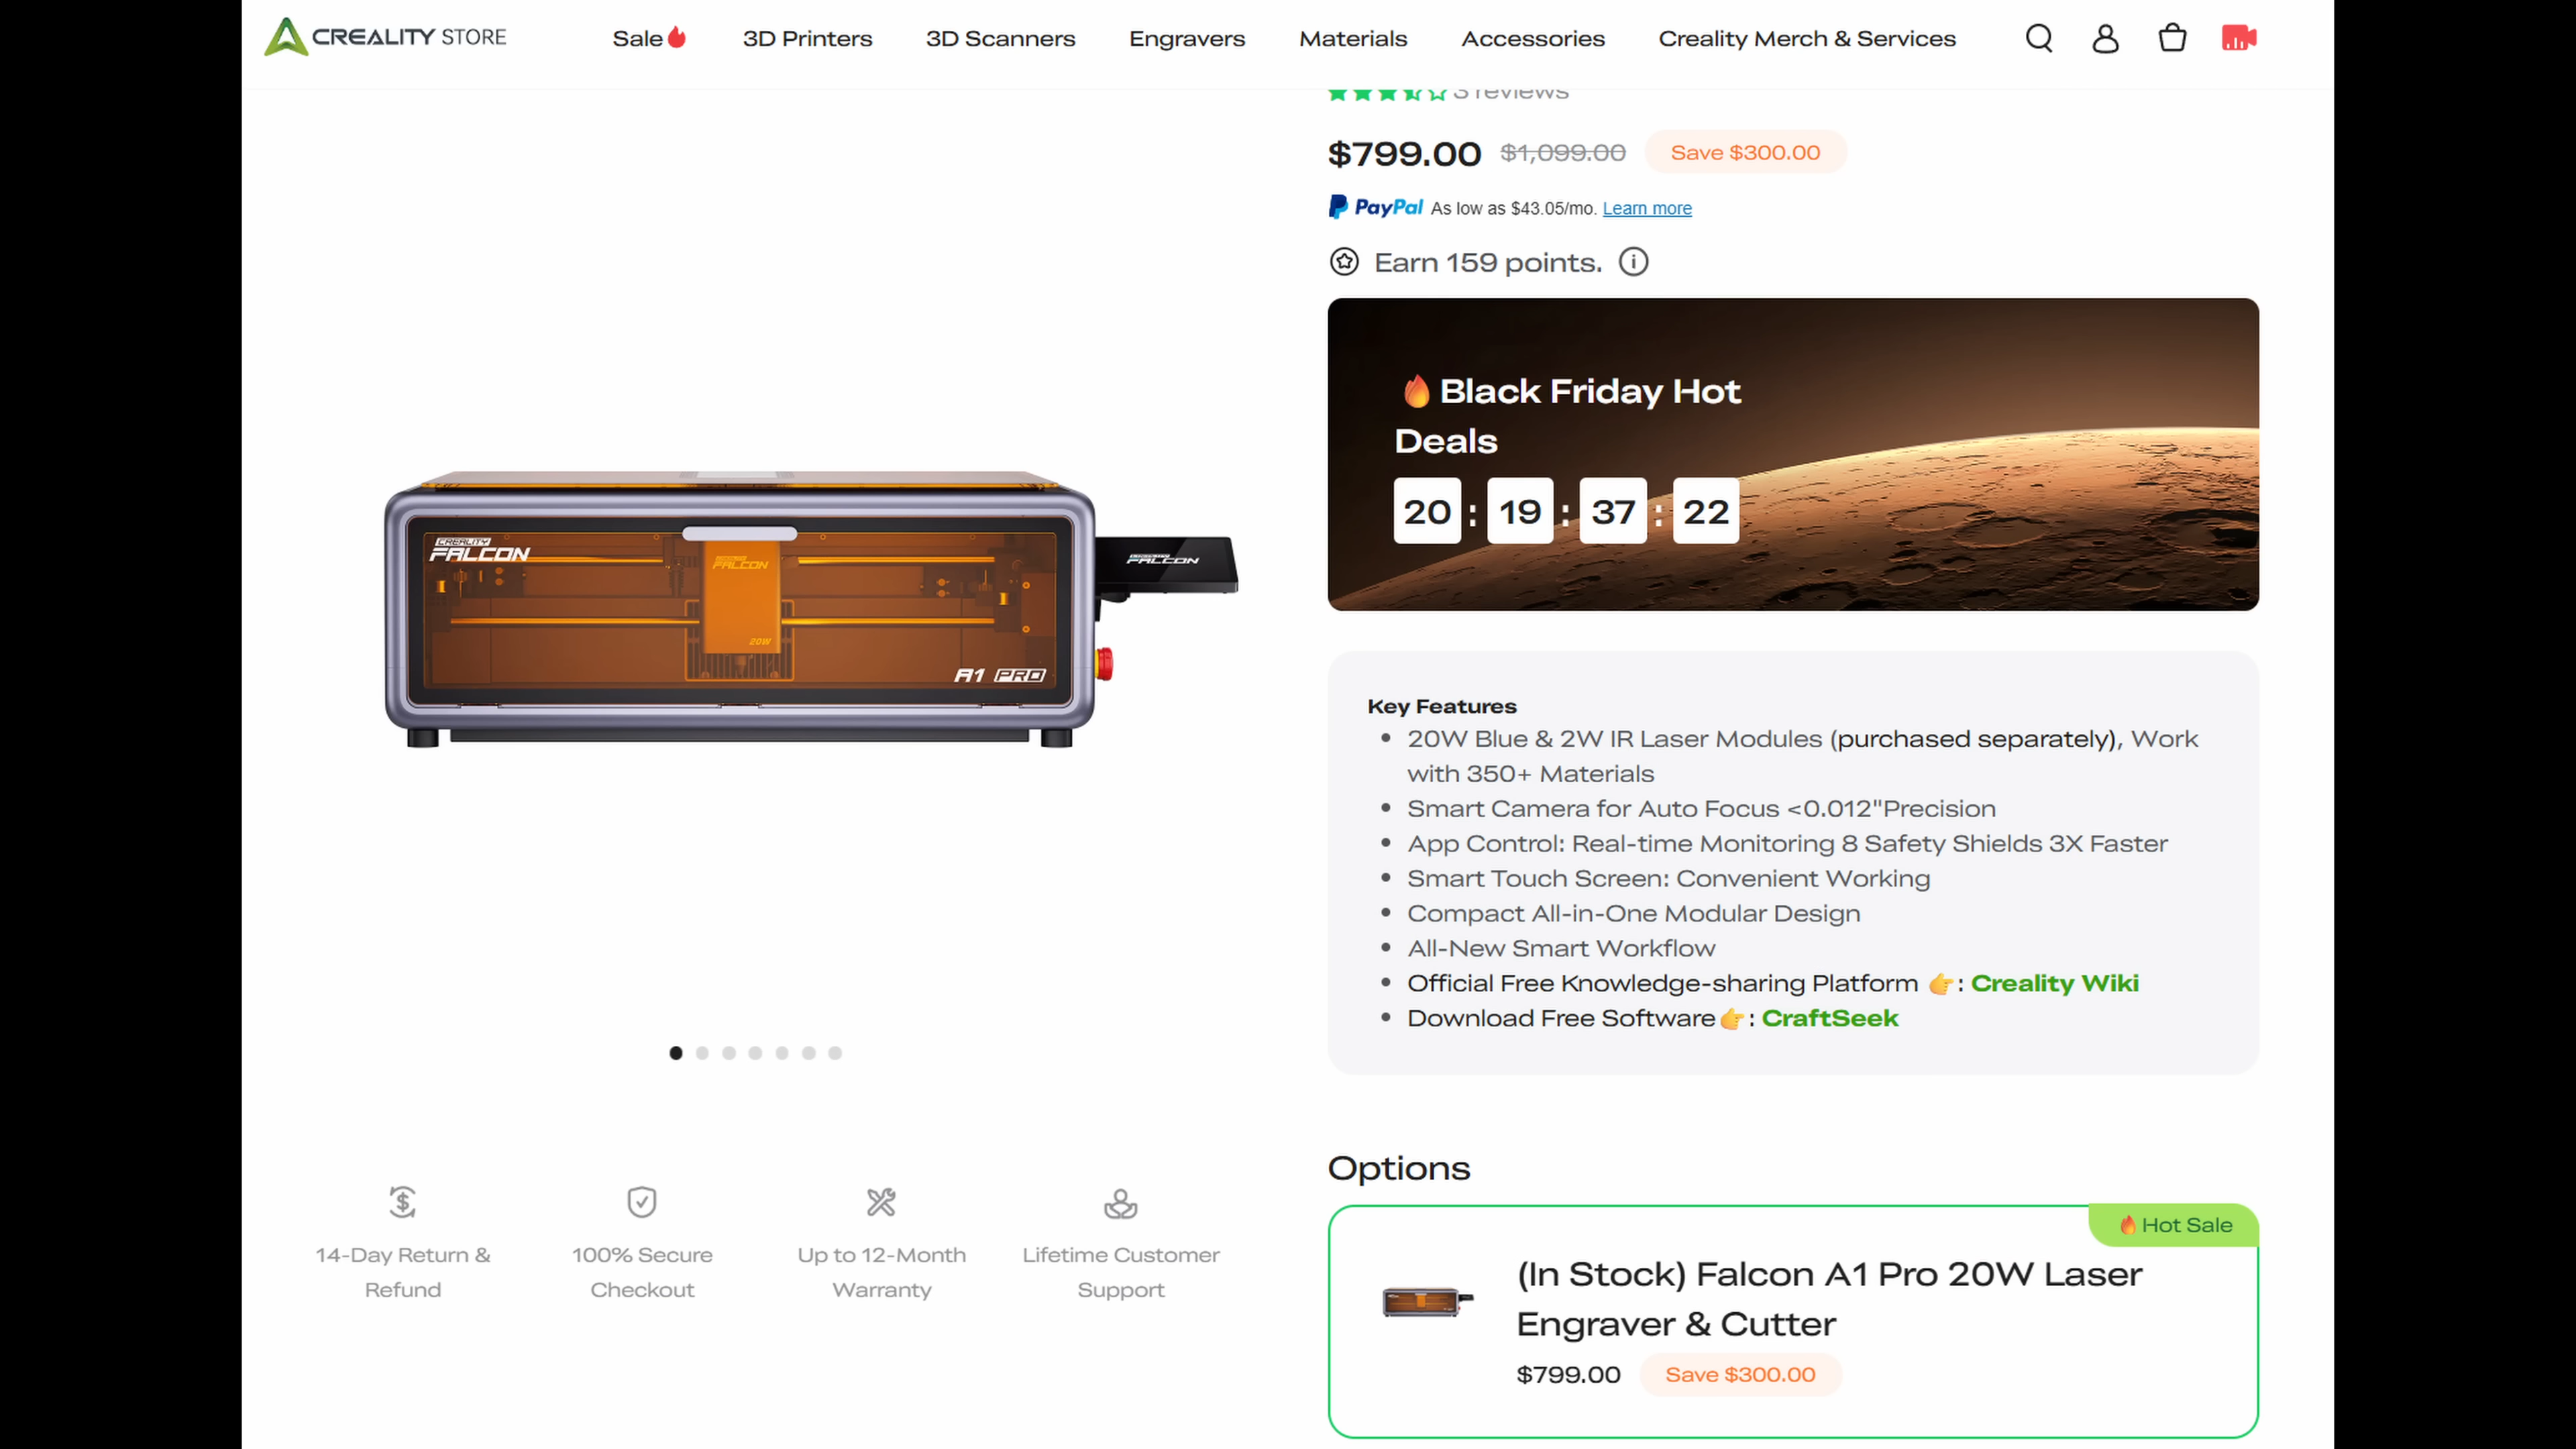 CREALITY STORE
Sale
3D Printers
3D Scanners
Engravers
Materials
Accessories
Creality Merch & Services
3 reviews
$799.00 $1,099.00 Save $300.00
PayPal As low as $43.05/mo. Learn more
Earn 159 points.
Black Friday Hot
Deals
20 : 19 : 37 : 22
CREALITY
FALCON
FALCON
20W
A1 PRO
FALCON
Key Features
20W Blue & 2W IR Laser Modules (purchased separately), Work
with 350+ Materials
Smart Camera for Auto Focus <0.012"Precision
App Control: Real-time Monitoring 8 Safety Shields 3X Faster
Smart Touch Screen: Convenient Working
Compact All-in-One Modular Design
All-New Smart Workflow
Official Free Knowledge-sharing Platform 👉: Creality Wiki
Download Free Software👉: CraftSeek
14-Day Return &
Refund
100% Secure
Checkout
Up to 12-Month
Warranty
Lifetime Customer
Support
Options
Hot Sale
(In Stock) Falcon A1 Pro 20W Laser
Engraver & Cutter
$799.00 Save $300.00